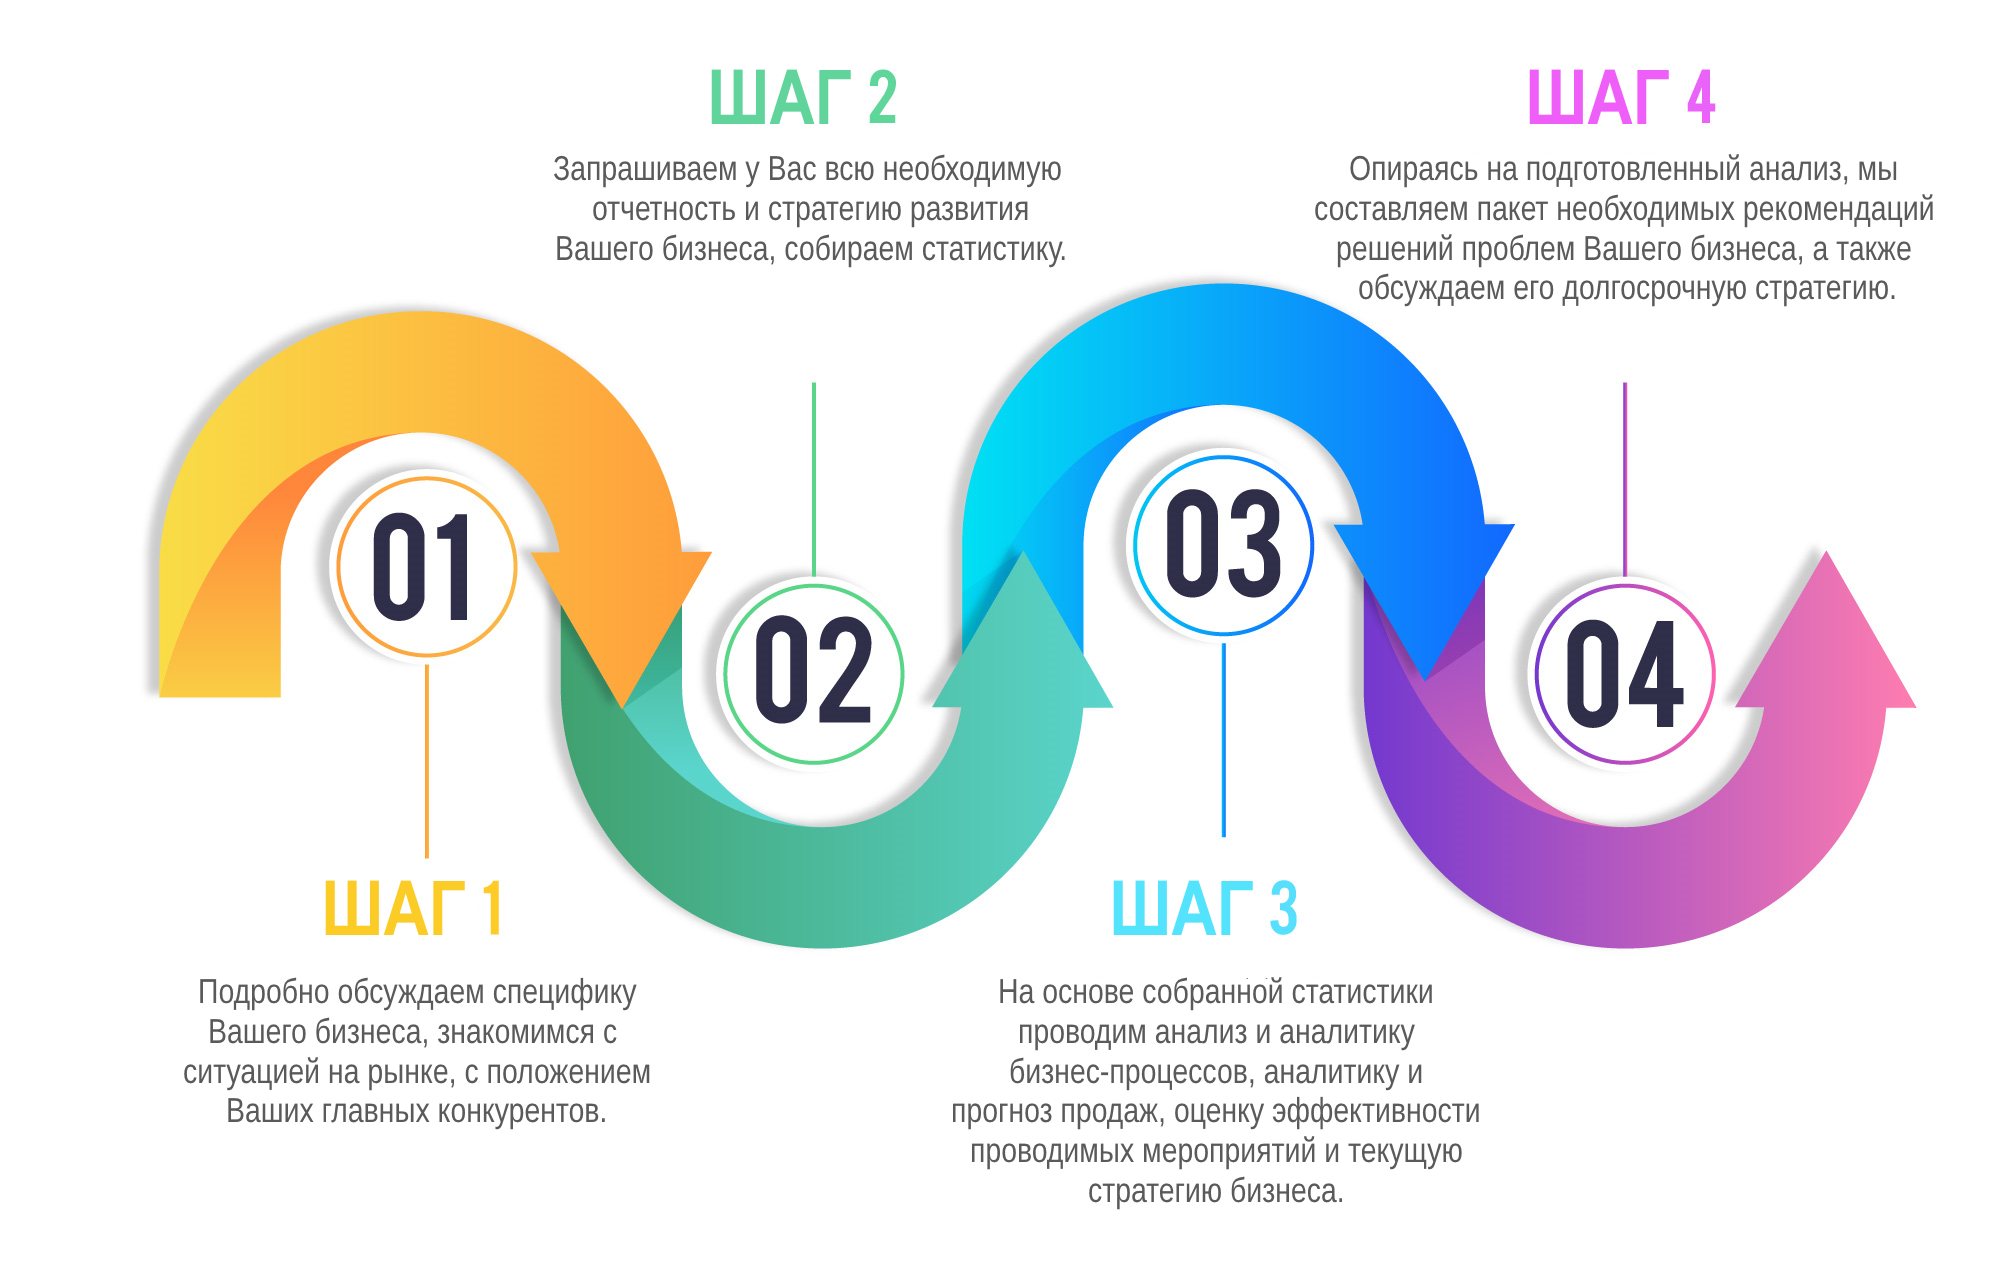 ШАГ 2
Запрашиваем у Вас всю необходимую
отчетность и стратегию развития
Вашего бизнеса, собираем статистику.
ШАГ 4
Опираясь на подготовленный анализ, мы
составляем пакет необходимых рекомендаций
решений проблем Вашего бизнеса, а также
обсуждаем его долгосрочную стратегию.
01
02
03
04
ШАГ 1
Подробно обсуждаем специфику
Вашего бизнеса, знакомимся с
ситуацией на рынке, с положением
Ваших главных конкурентов.
ШАГ 3
На основе собранной статистики
проводим анализ и аналитику
бизнес-процессов, аналитику и
прогноз продаж, оценку эффективности
проводимых мероприятий и текущую
стратегию бизнеса.